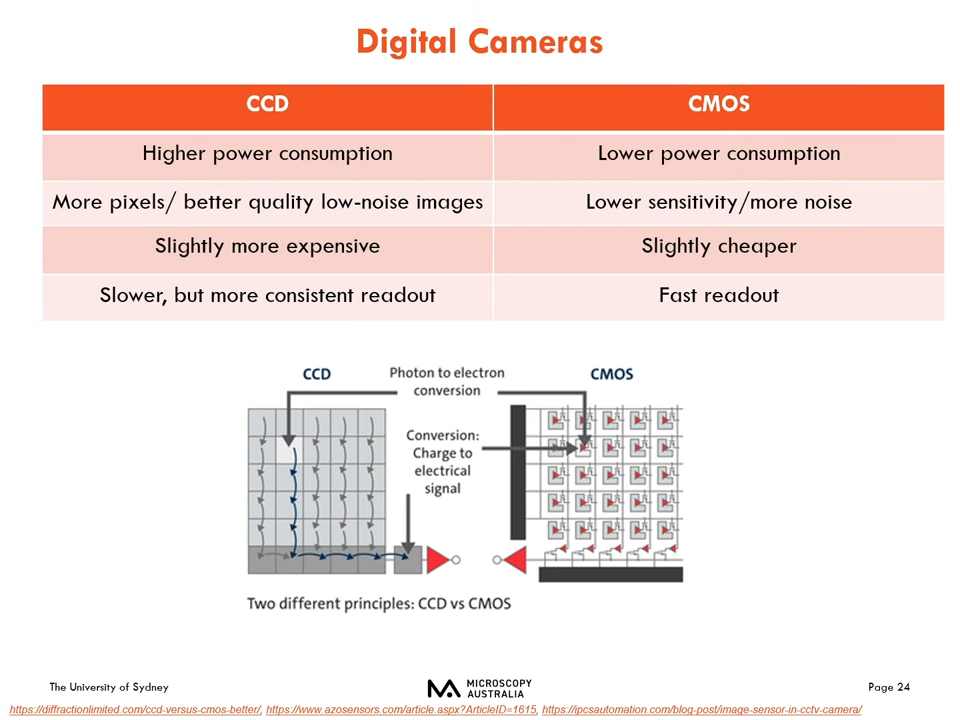 Digital Cameras
CCD CMOS
Higher power consumption Lower power consumption
More pixels/ better quality low-noise images Lower sensitivity/more noise
Slightly more expensive Slightly cheaper
Slower, but more consistent readout Fast readout
CCD
Photon to electron
conversion
CMOS
Conversion:
Charge to
electrical
signal
Two different principles: CCD vs CMOS
The University of Sydney
MICROSCOPY
AUSTRALIA
Page 24
https://diffractionlimited.com/ccd-versus-cmos-better/, https://www.azosensors.com/article.aspx?ArticleID=1615, https://ipcsautomation.com/blog-post/image-sensor-in-cctv-camera/